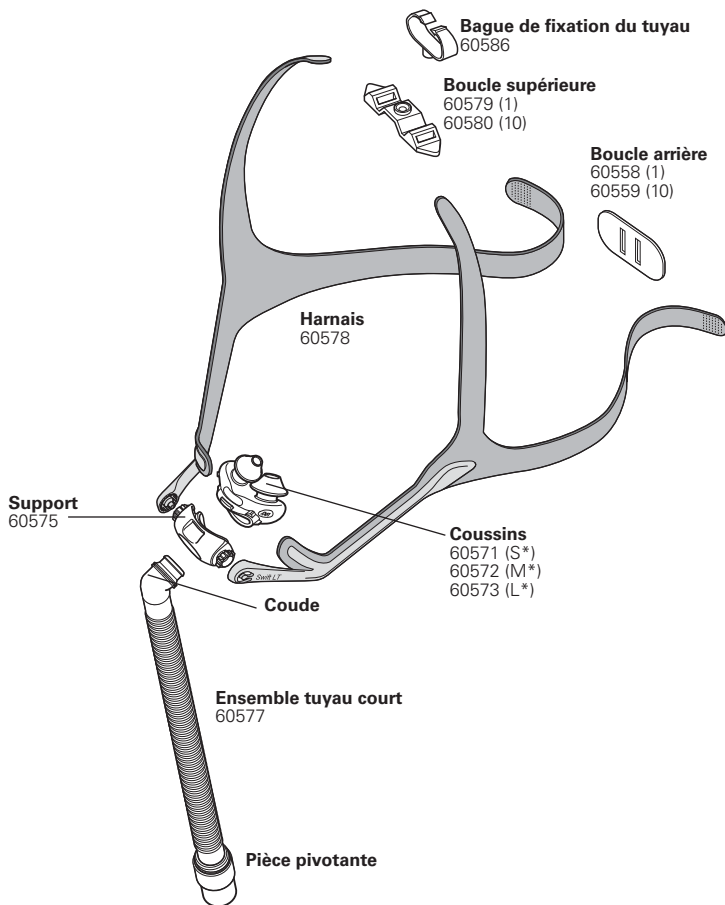 Bague de fixation du tuyau
60586
Boucle supérieure
60579 (1)
60580 (10)
Boucle arrière
60558 (1)
60559 (10)
Harnais
60578
Support
60575
Coussins
60571 (S*)
60572 (M*)
60573 (L*)
Swift LT
Coude
Ensemble tuyau court
60577
Pièce pivotante